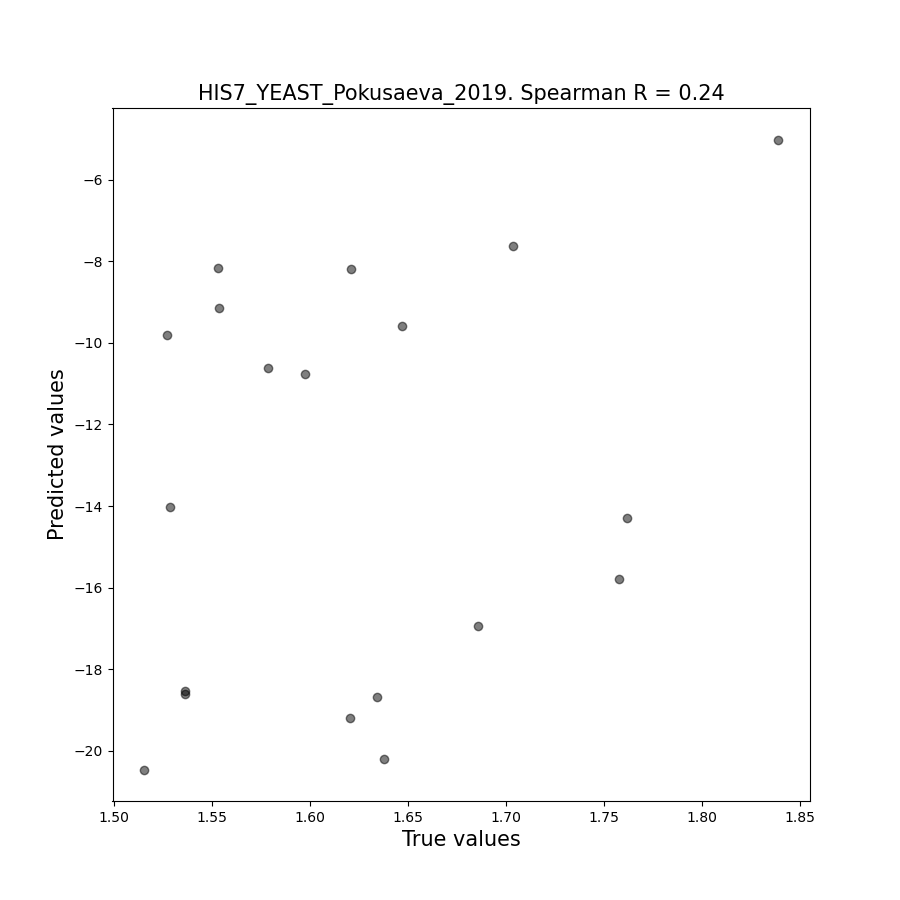 HIS7_YEAST_Pokusaeva_2019. Spearman R = 0.24
−6
−8
−10
−12
−14
−16
−18
−20
Predicted values
1.50 1.55 1.60 1.65 1.70 1.75 1.80 1.85
True values